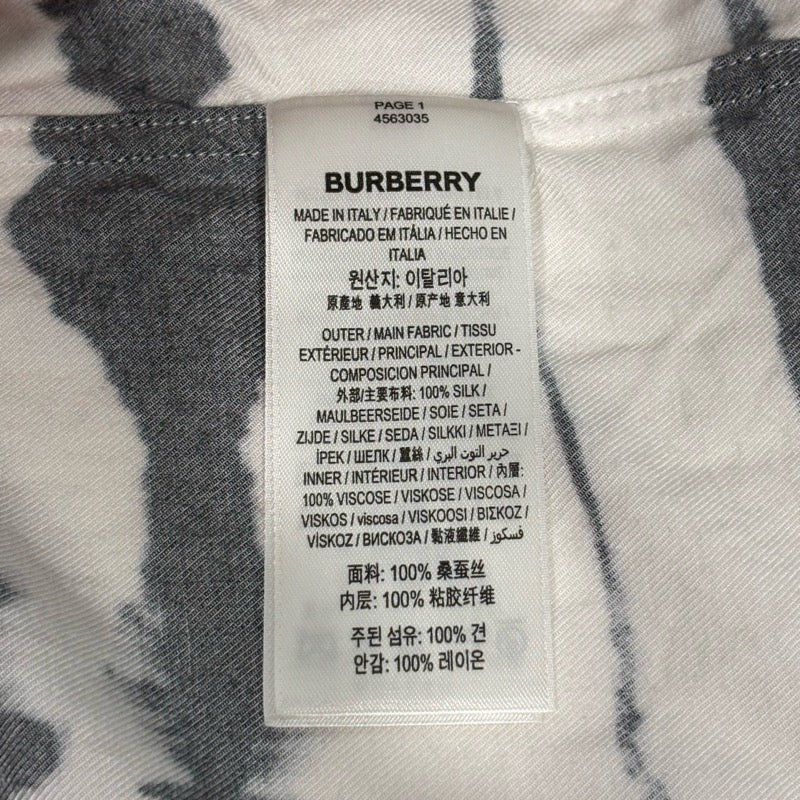 PAGE 1
4563035
BURBERRY
MADE IN ITALY / FABRIQUÉ EN ITALIE /
FABRICADO EM ITÁLIA / HECHO EN
ITALIA
원산지: 이탈리아
原產地 義大利 / 原产地 意大利
OUTER / MAIN FABRIC / TISSU
EXTÉRIEUR / PRINCIPAL / EXTERIOR -
COMPOSICION PRINCIPAL /
外部/主要布料: 100% SILK /
MAULBEERSEIDE / SOIE / SETA /
ZIJDE / SILKE / SEDA / SILKKI / ΜΕΤΑΞΙ /
İPEK / ШЕЛК / 蠶絲 / حرير التوت البري /
INNER / INTÉRIEUR / INTERIOR / 內層:
100% VISCOSE / VISKOSE / VISCOSA /
VISKOS / viscosa / VISKOOSI / ΒΙΣΚΟΖ /
VİSKOZ / ВИСКОЗА / 黏液纖維 / فسكوز
面料: 100% 桑蚕丝
内层: 100% 粘胶纤维
주된 섬유: 100% 견
안감: 100% 레이온